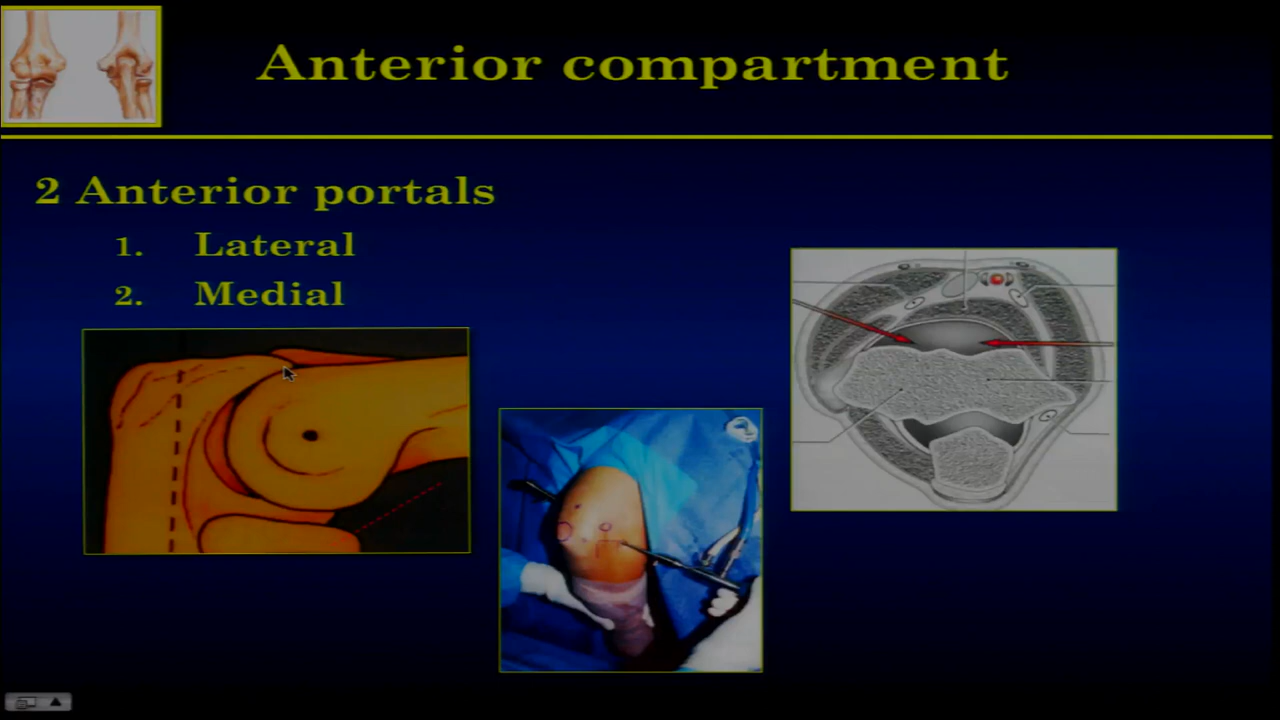 Anterior compartment
2 Anterior portals
1. Lateral
2. Medial